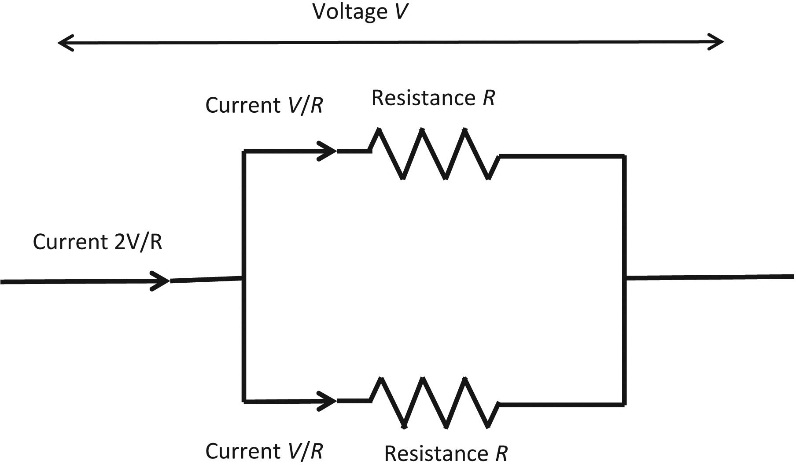 Voltage V
Current V/R
Resistance R
Current 2V/R
Current V/R
Resistance R